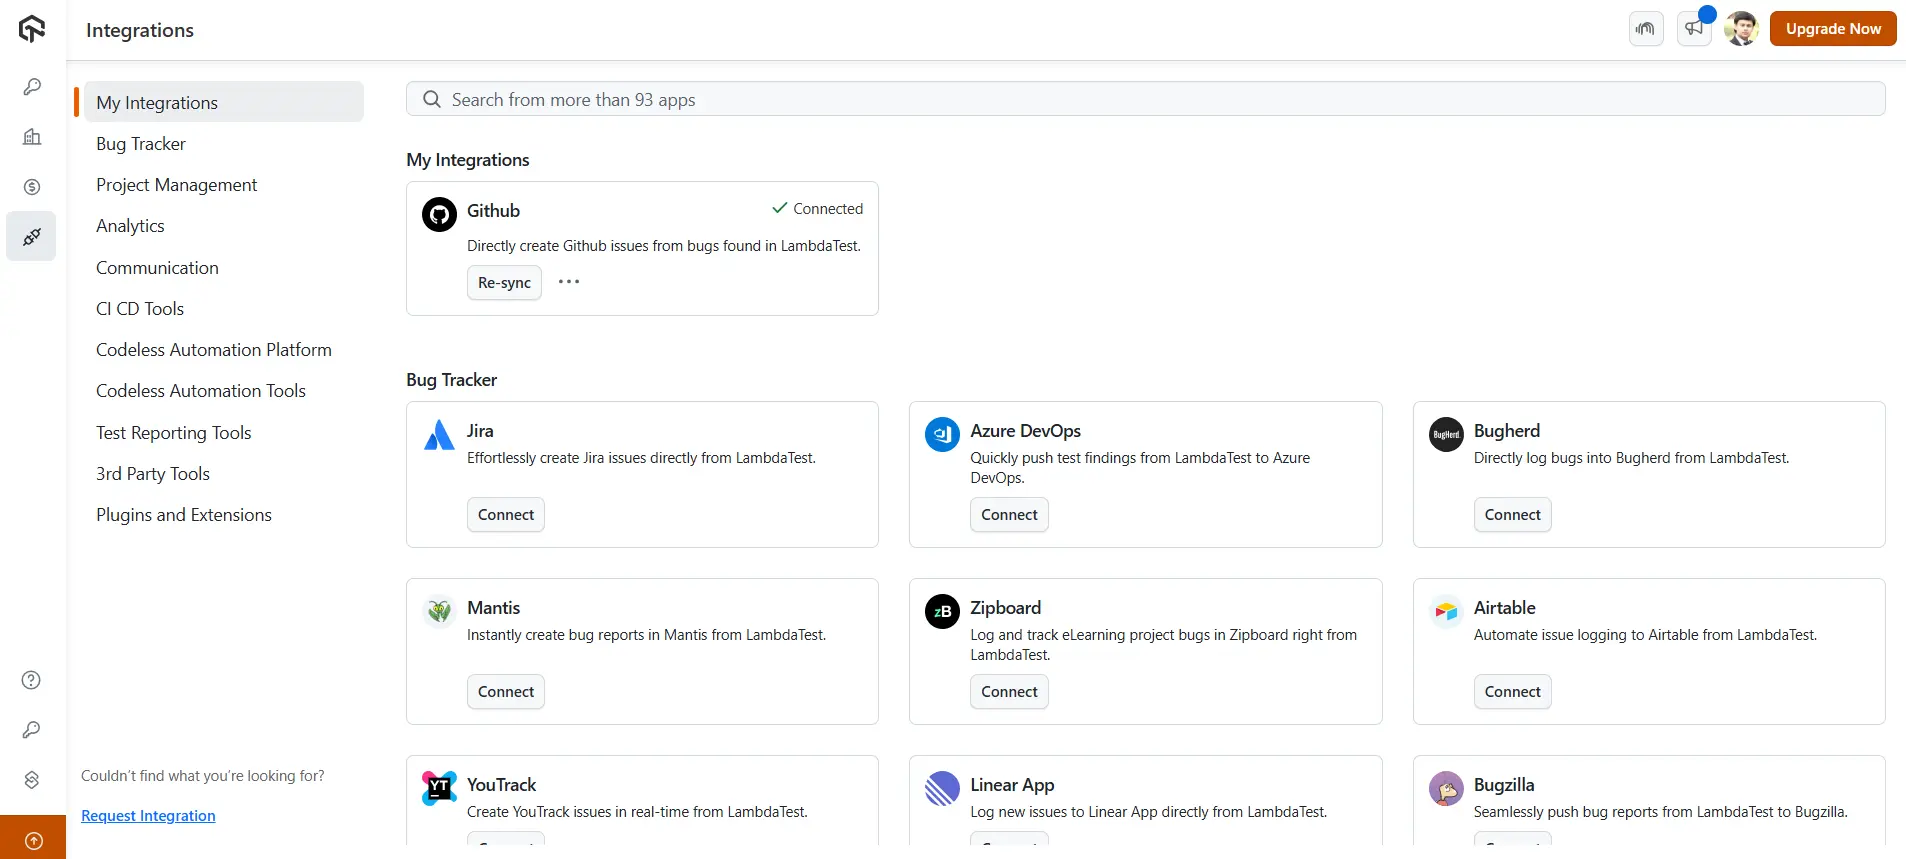 Integrations
Upgrade Now
My Integrations
Bug Tracker
Project Management
Analytics
Communication
CI CD Tools
Codeless Automation Platform
Codeless Automation Tools
Test Reporting Tools
3rd Party Tools
Plugins and Extensions
Couldn't find what you're looking for?
Request Integration
Search from more than 93 apps
My Integrations
Github
Connected
Directly create Github issues from bugs found in LambdaTest.
Re-sync
Bug Tracker
Jira
Effortlessly create Jira issues directly from LambdaTest.
Connect
Azure DevOps
Quickly push test findings from LambdaTest to Azure
DevOps.
Connect
BugHerd.
Bugherd
Directly log bugs into Bugherd from LambdaTest.
Connect
Mantis
Instantly create bug reports in Mantis from LambdaTest.
Connect
zB
Zipboard
Log and track eLearning project bugs in Zipboard right from
LambdaTest.
Connect
Airtable
Automate issue logging to Airtable from LambdaTest.
Connect
YT
YouTrack
Create YouTrack issues in real-time from LambdaTest.
Linear App
Log new issues to Linear App directly from LambdaTest.
Bugzilla
Seamlessly push bug reports from LambdaTest to Bugzilla.